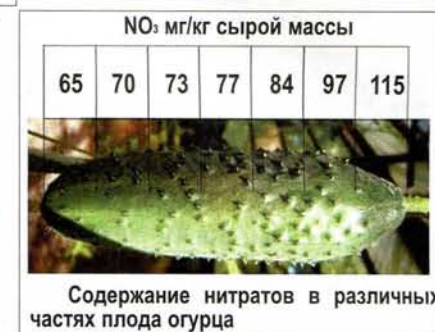 NO₃ мг/кг сырой массы
65 70 73 77 84 97 115
Содержание нитратов в различных
частях плода огурца